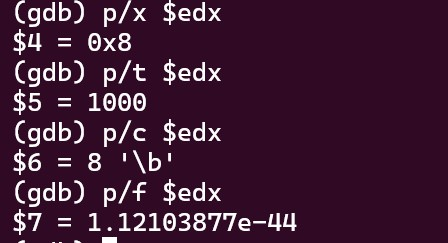 (gdb) p/x $edx
$4 = 0x8
(gdb) p/t $edx
$5 = 1000
(gdb) p/c $edx
$6 = 8 '\b'
(gdb) p/f $edx
$7 = 1.12103877e-44